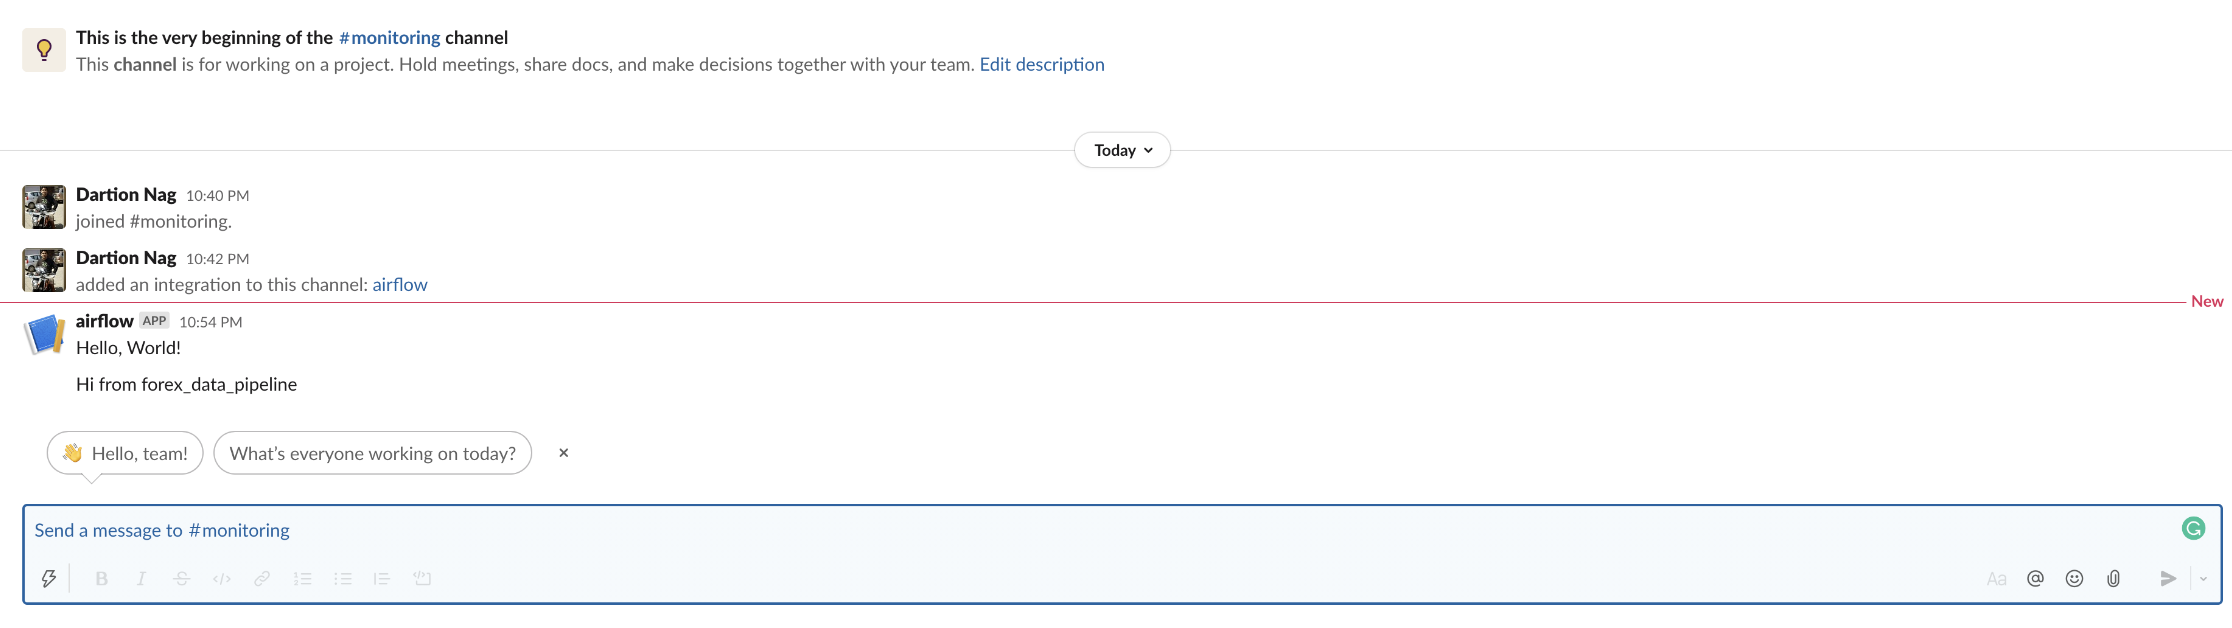 This is the very beginning of the #monitoring channel
This channel is for working on a project. Hold meetings, share docs, and make decisions together with your team. Edit description
Today
Dartion Nag 10:40 PM
joined #monitoring.
Dartion Nag 10:42 PM
added an integration to this channel: airflow
New
airflow APP 10:54 PM
Hello, World!
Hi from forex_data_pipeline
👋 Hello, team! What's everyone working on today? ×
Send a message to #monitoring
B I S </> Aa @